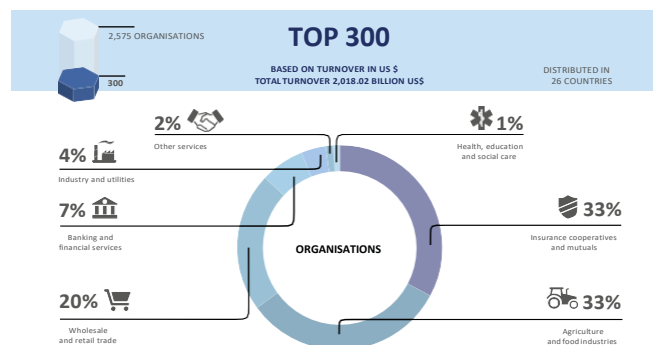 2,575 ORGANISATIONS
300
TOP 300
BASED ON TURNOVER IN US $
TOTAL TURNOVER 2,018.02 BILLION US$
DISTRIBUTED IN
26 COUNTRIES
2%
Other services
1%
Health, education
and social care
4%
Industry and utilities
7%
Banking and
financial services
33%
Insurance cooperatives
and mutuals
ORGANISATIONS
20%
Wholesale
and retail trade
33%
Agriculture
and food industries